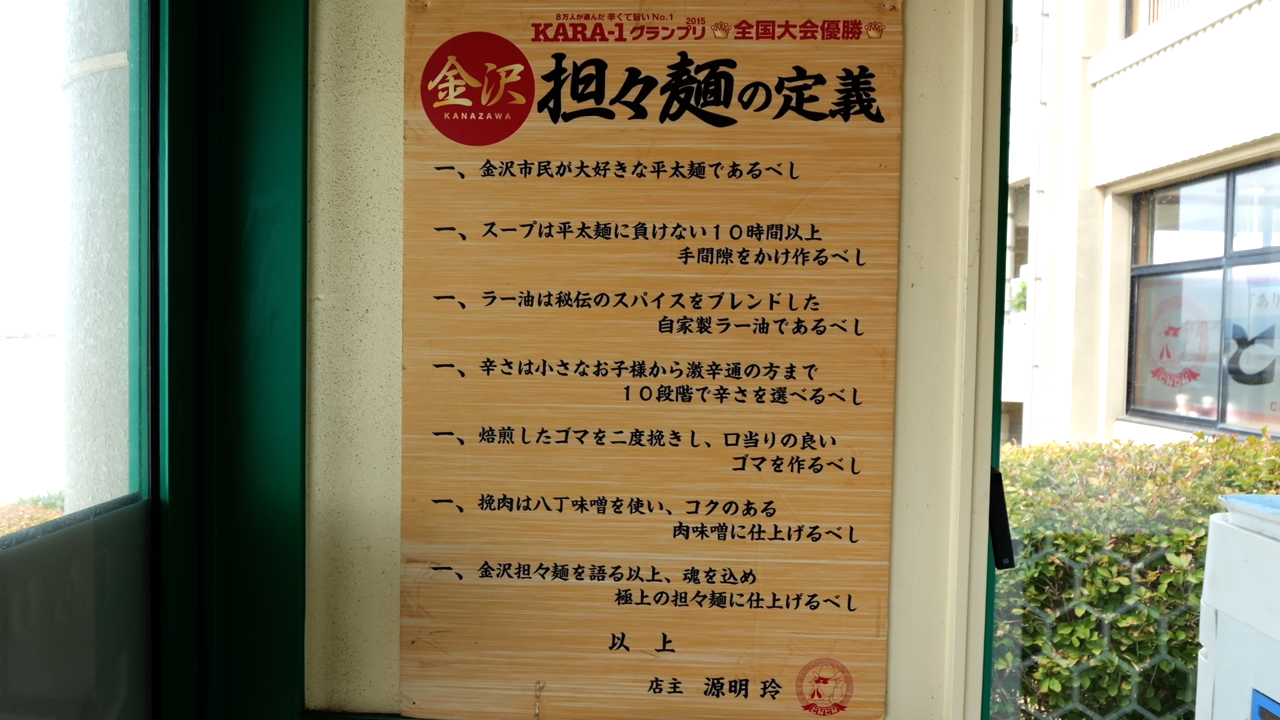 8万人が選んだ 辛くて旨い No.1
KARA-1グランプリ 2015 全国大会優勝
金沢
KANAZAWA
担々麺の定義
一、金沢市民が大好きな平太麺であるべし
一、スープは平太麺に負けない10時間以上
手間隙をかけ作るべし
一、ラー油は秘伝のスパイスをブレンドした
自家製ラー油であるべし
一、辛さは小さなお子様から激辛通の方まで
10段階で辛さを選べるべし
一、焙煎したゴマを二度挽きし、口当りの良い
ゴマを作るべし
一、挽肉は八丁味噌を使い、コクのある
肉味噌に仕上げるべし
一、金沢担々麺を語る以上、魂を込め
極上の担々麺に仕上げるべし
以 上
店主 源明 玲
と